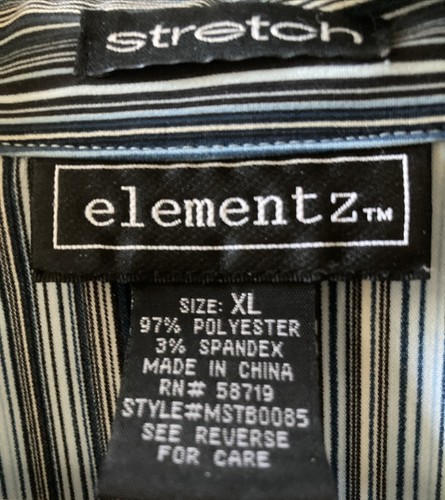 stretch
elementz™
SIZE: XL
97% POLYESTER
3% SPANDEX
MADE IN CHINA
RN# 58719
STYLE#MSTB0085
SEE REVERSE
FOR CARE